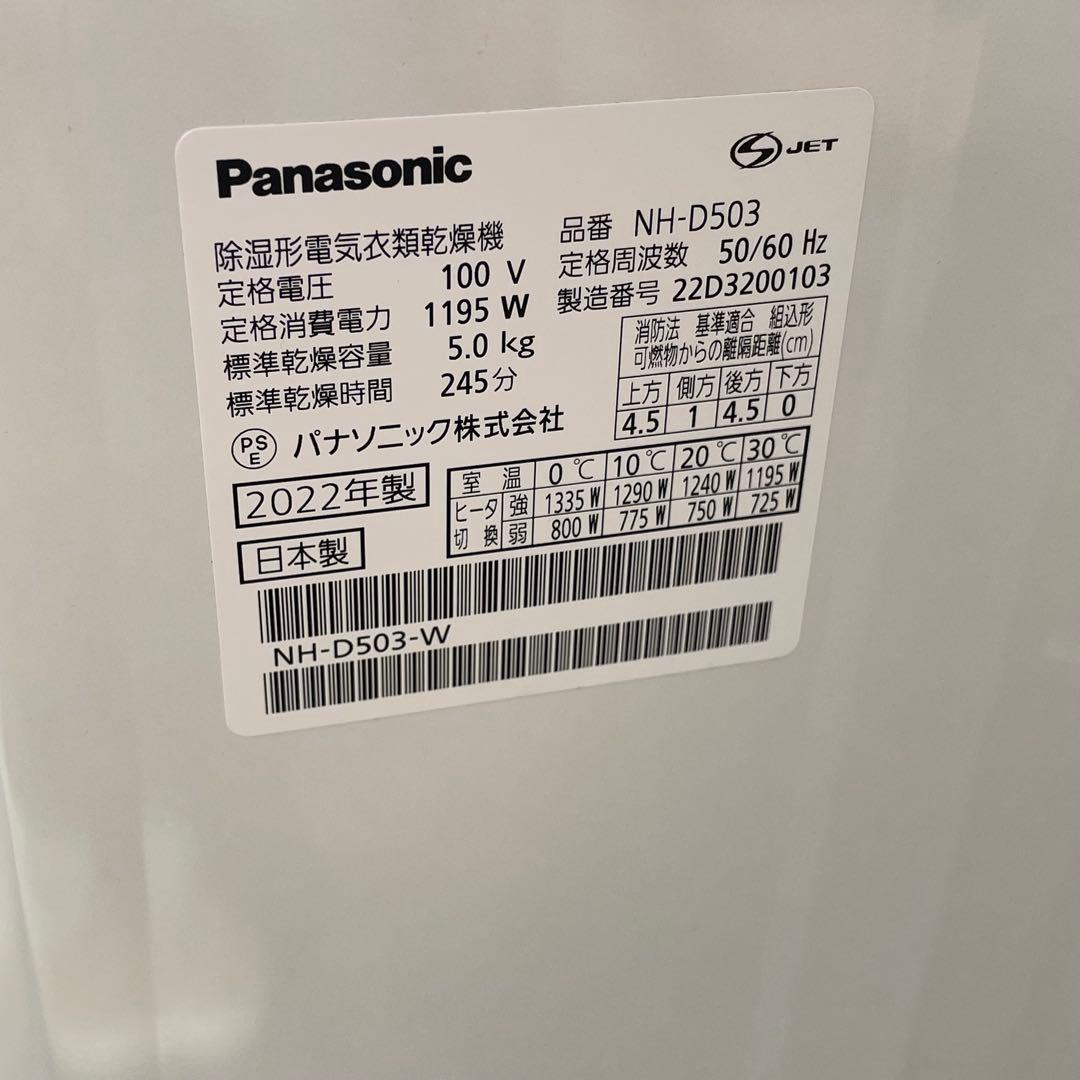 Panasonic
JET
除湿形電気衣類乾燥機
品番 NH-D503
定格電圧 100 V
定格周波数 50/60 Hz
定格消費電力 1195 W
製造番号 22D3200103
標準乾燥容量 5.0 kg
標準乾燥時間 245分
消防法 基準適合 組込形
可燃物からの離隔距離(cm)
上方 側方 後方 下方
4.5 1 4.5 0
PSE パナソニック株式会社
2022年製
日本製
室温 0℃ 10℃ 20℃ 30℃
ヒータ 強 1335 W 1290 W 1240 W 1195 W
切換 弱 800 W 775 W 750 W 725 W
NH-D503-W